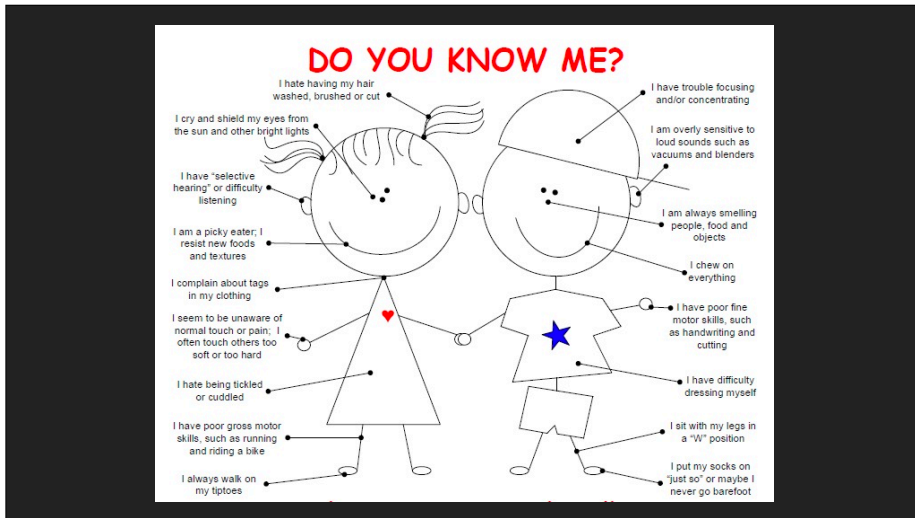 DO YOU KNOW ME?
I hate having my hair
washed, brushed or cut
I cry and shield my eyes from
the sun and other bright lights
I have "selective
hearing" or difficulty
listening
I am a picky eater; I
resist new foods
and textures
I complain about tags
in my clothing
I seem to be unaware of
normal touch or pain; I
often touch others too
soft or too hard
I hate being tickled
or cuddled
I have poor gross motor
skills, such as running
and riding a bike
I always walk on
my tiptoes
I have trouble focusing
and/or concentrating
I am overly sensitive to
loud sounds such as
vacuums and blenders
I am always smelling
people, food and
objects
I chew on
everything
I have poor fine
motor skills, such
as handwriting and
cutting
I have difficulty
dressing myself
I sit with my legs in
a "W" position
I put my socks on
"just so" or maybe I
never go barefoot